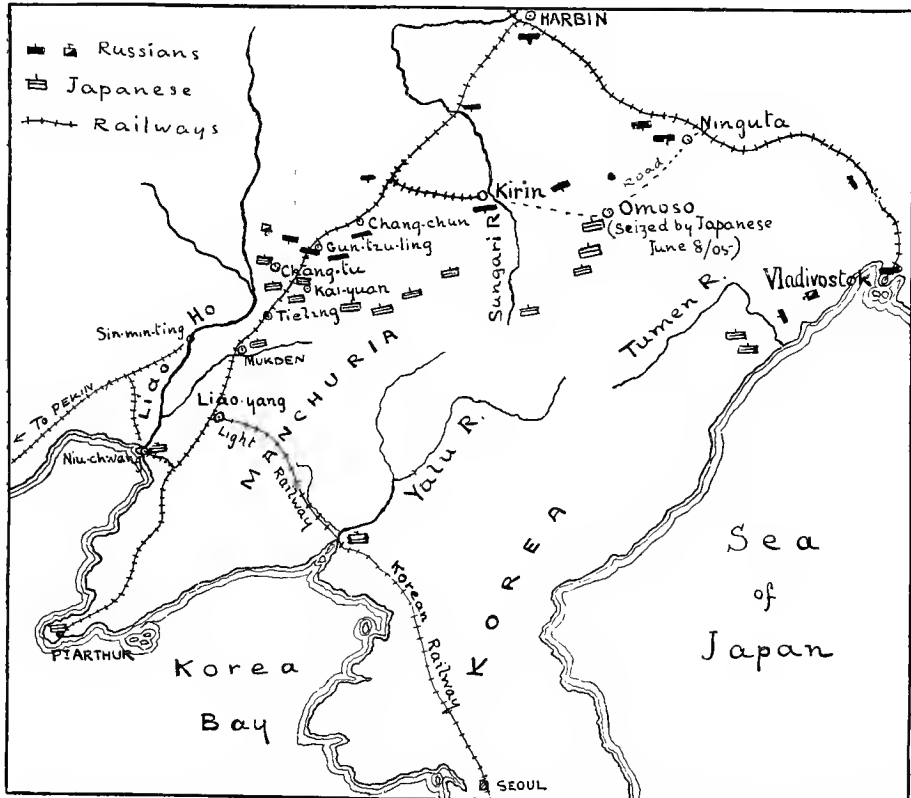 HARBIN
Russians
Japanese
Railways
Ninguta
Road
Kirin
Omoso
(Seized by Japanese
June 8/05)
Chang-chun
Gun-tzu-ling
Chang-tu
Kai-yuan
Tieling
Sungari R.
Vladivostok
Tumen R.
Sin-min-ting
Liao Ho
MUKDEN
MANCHURIA
← TO PEKIN
Liao-yang
Light
Railway
Niu-chwang
Yalu R.
KOREA
Sea
of
Japan
Korean
Railway
Pt ARTHUR
Korea
Bay
SEOUL